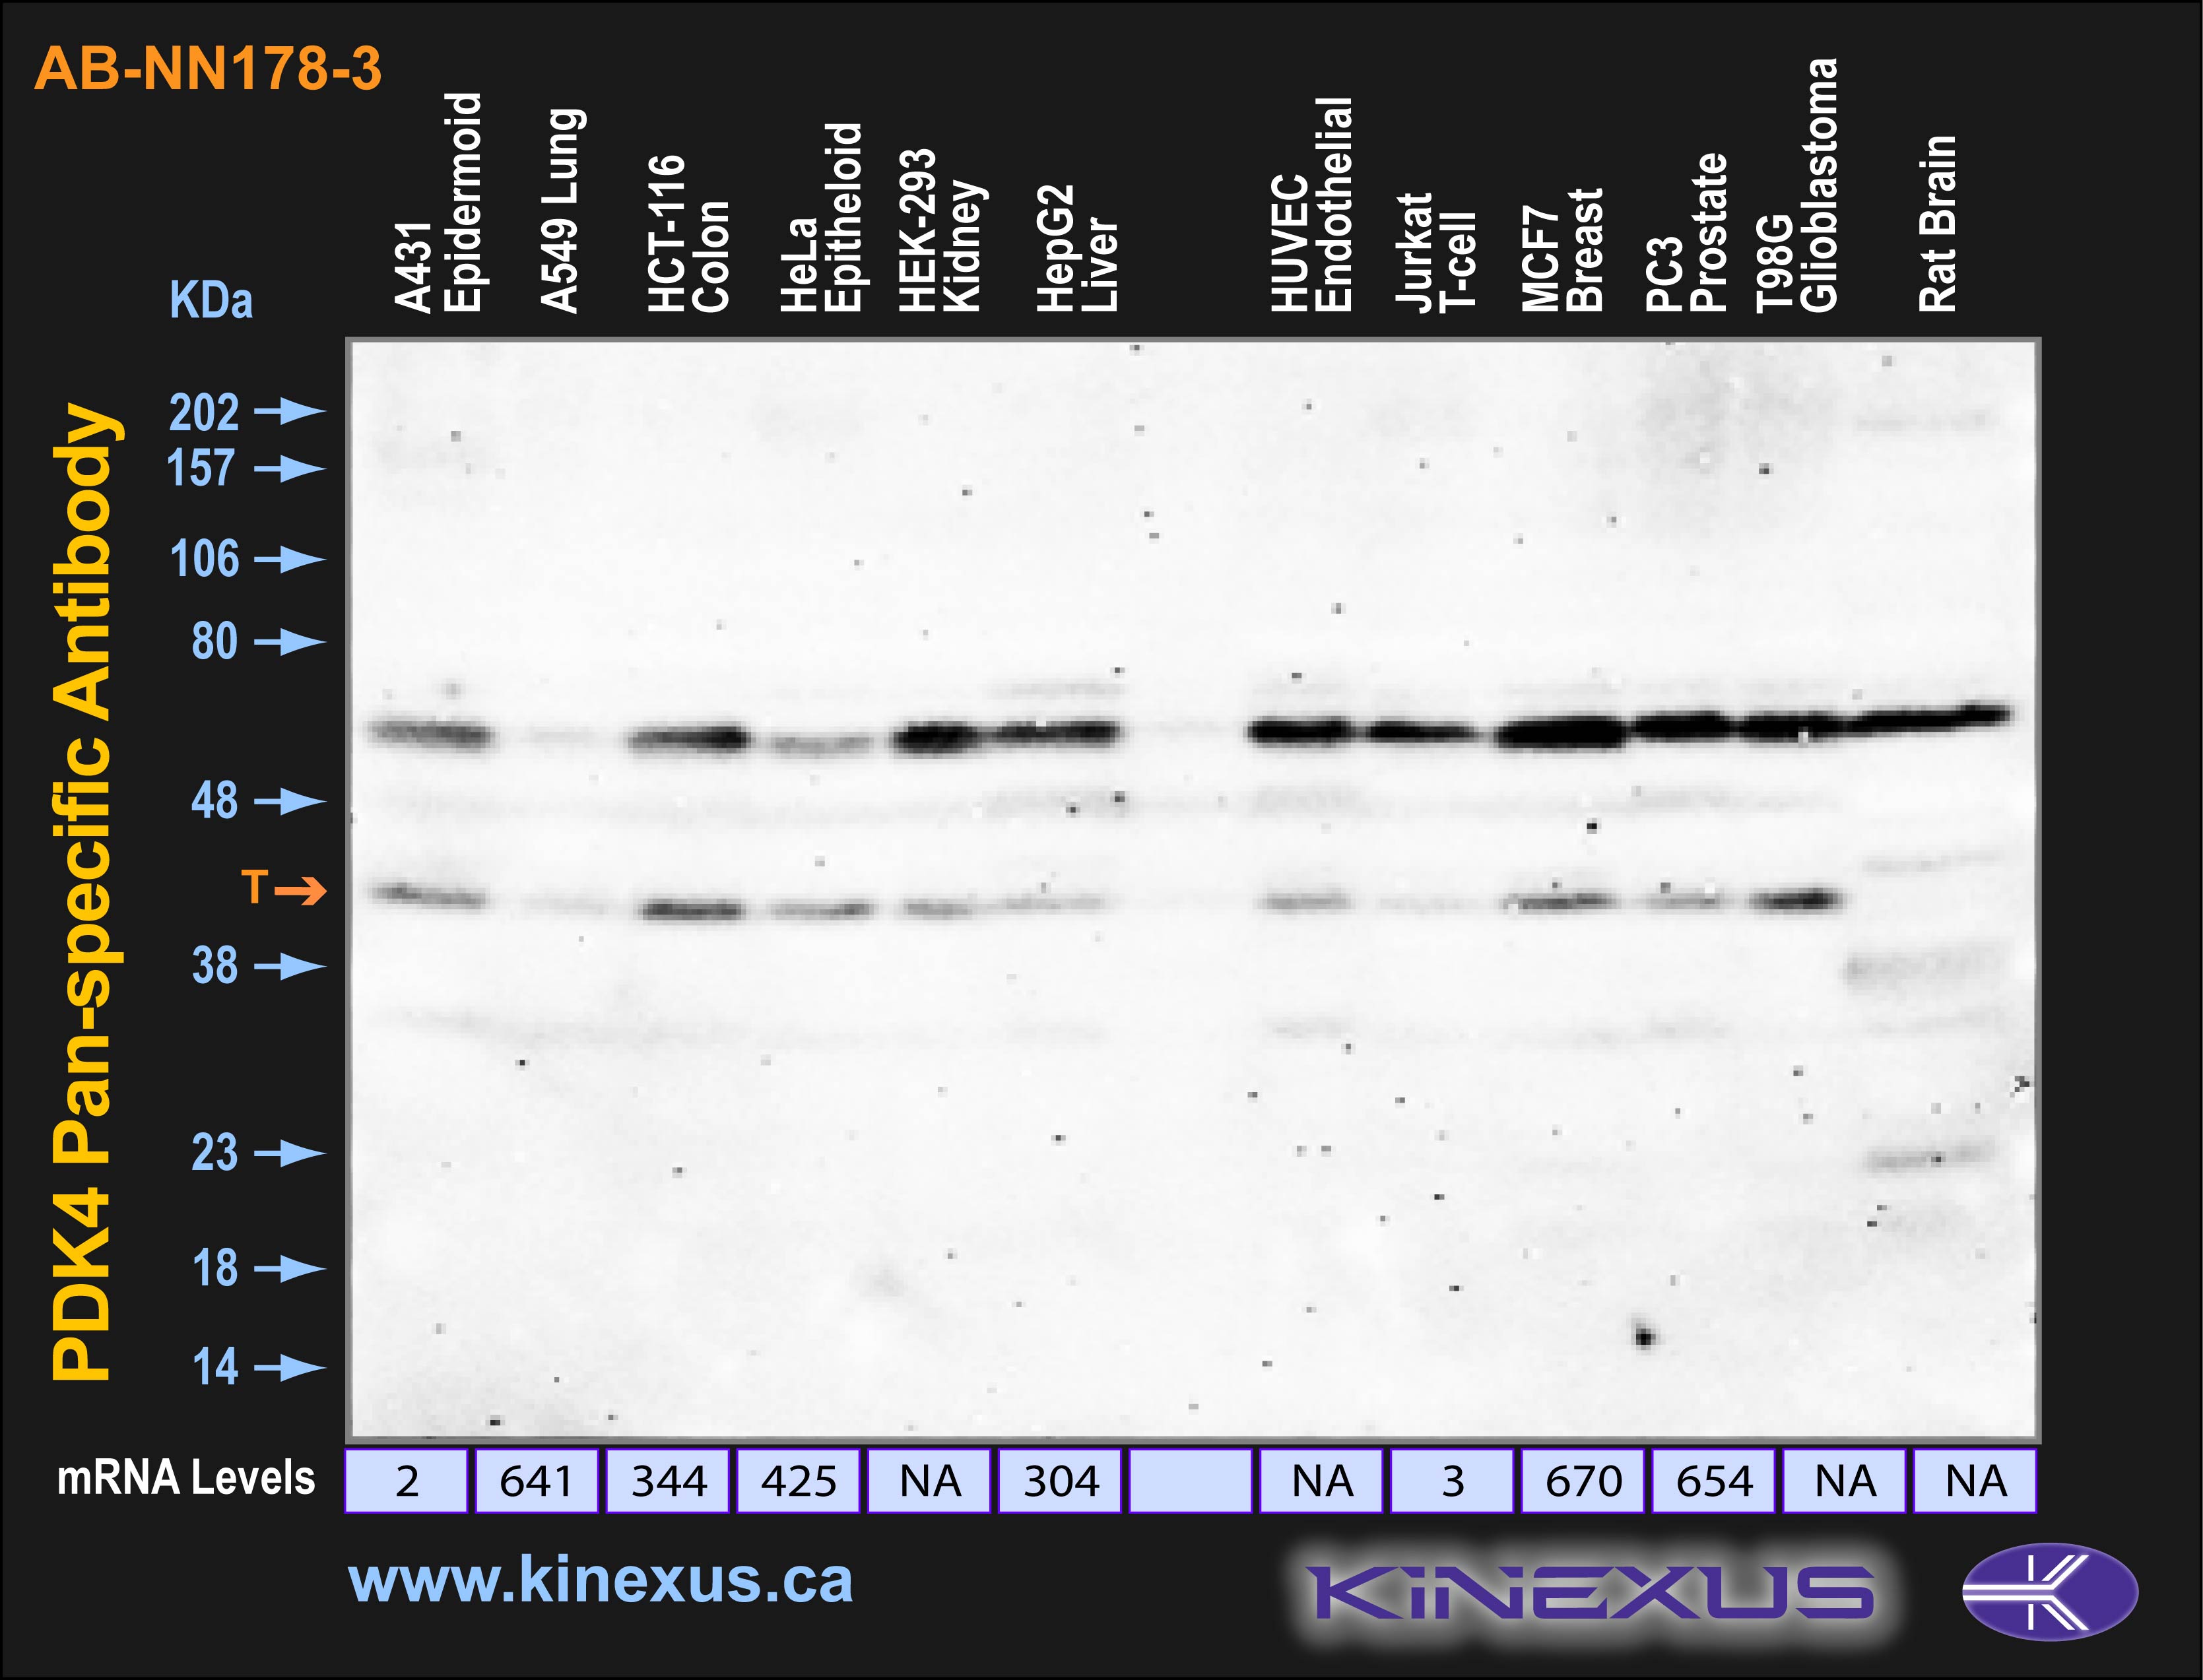 AB-NN178-3
A431
Epidermoid
A549 Lung
HCT-116
Colon
HeLa
Epitheloid
HEK-293
Kidney
HepG2
Liver
HUVEC
Endothelial
Jurkat
T-cell
MCF7
Breast
PC3
Prostate
T98G
Glioblastoma
Rat Brain
KDa
202
157
106
80
48
T
38
23
18
14
PDK4 Pan-specific Antibody
mRNA Levels 2 641 344 425 NA 304 NA 3 670 654 NA NA
www.kinexus.ca
KiNEXUS